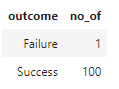 outcome no_of
Failure 1
Success 100